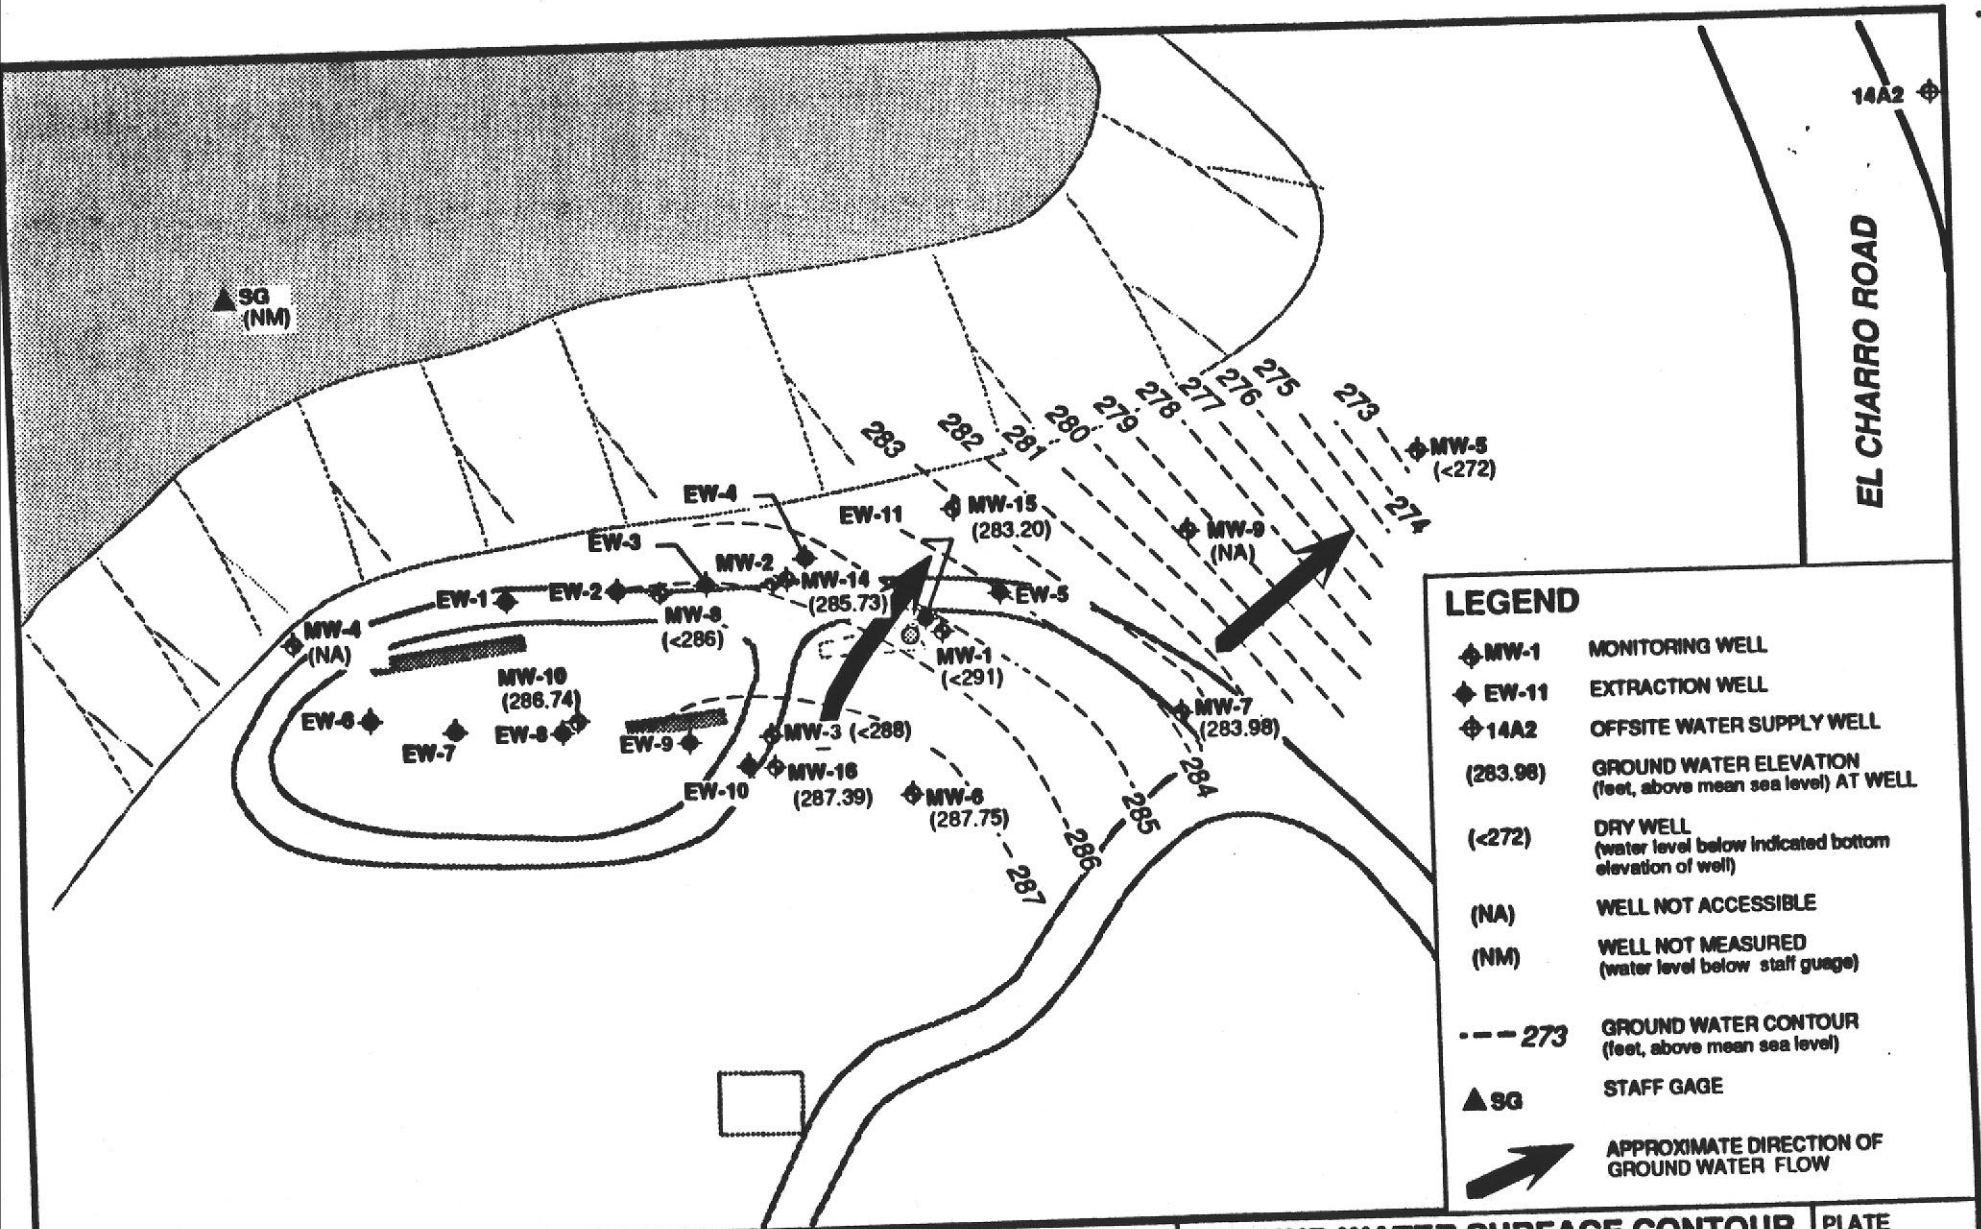 14A2
EL CHARRO ROAD
SG
(NM)
283
282
281
280
279
278
277
276
275
273
274
MW-5
(<272)
EW-4
EW-11
MW-15
(283.20)
MW-9
(NA)
EW-3
MW-2
MW-14
(285.73)
EW-1
EW-2
MW-8
(<286)
EW-5
MW-4
(NA)
MW-1
(<291)
MW-10
(286.74)
EW-6
EW-7
EW-8
EW-9
MW-3 (<288)
MW-7
(283.98)
EW-10
MW-16
(287.39)
MW-6
(287.75)
284
285
286
287
LEGEND
MW-1 MONITORING WELL
EW-11 EXTRACTION WELL
14A2 OFFSITE WATER SUPPLY WELL
(283.98) GROUND WATER ELEVATION
(feet, above mean sea level) AT WELL
(<272) DRY WELL
(water level below indicated bottom
elevation of well)
(NA) WELL NOT ACCESSIBLE
(NM) WELL NOT MEASURED
(water level below staff guage)
273 GROUND WATER CONTOUR
(feet, above mean sea level)
SG STAFF GAGE
APPROXIMATE DIRECTION OF
GROUND WATER FLOW
WATER SURFACE CONTOUR
PLATE